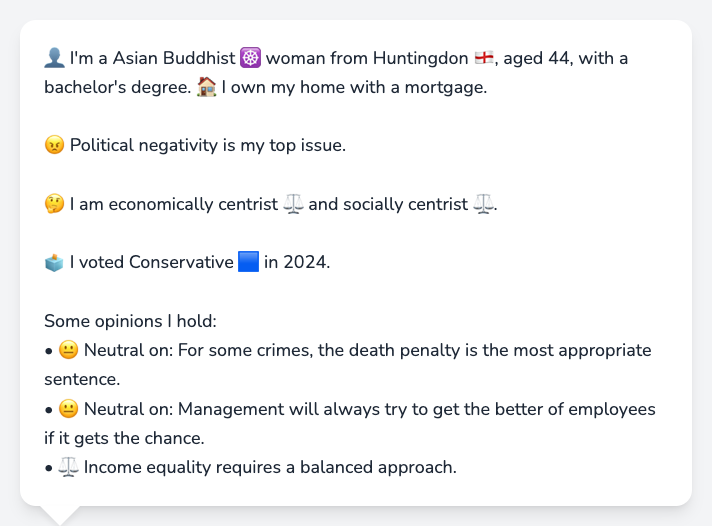 👤 I'm a Asian Buddhist ☸️ woman from Huntingdon 🏴󠁧󠁢󠁥󠁮󠁧󠁿, aged 44, with a
bachelor's degree. 🏠 I own my home with a mortgage.
😠 Political negativity is my top issue.
🤔 I am economically centrist ⚖️ and socially centrist ⚖️.
🗳️ I voted Conservative 🟦 in 2024.
Some opinions I hold:
• 😐 Neutral on: For some crimes, the death penalty is the most appropriate
sentence.
• 😐 Neutral on: Management will always try to get the better of employees
if it gets the chance.
• ⚖️ Income equality requires a balanced approach.